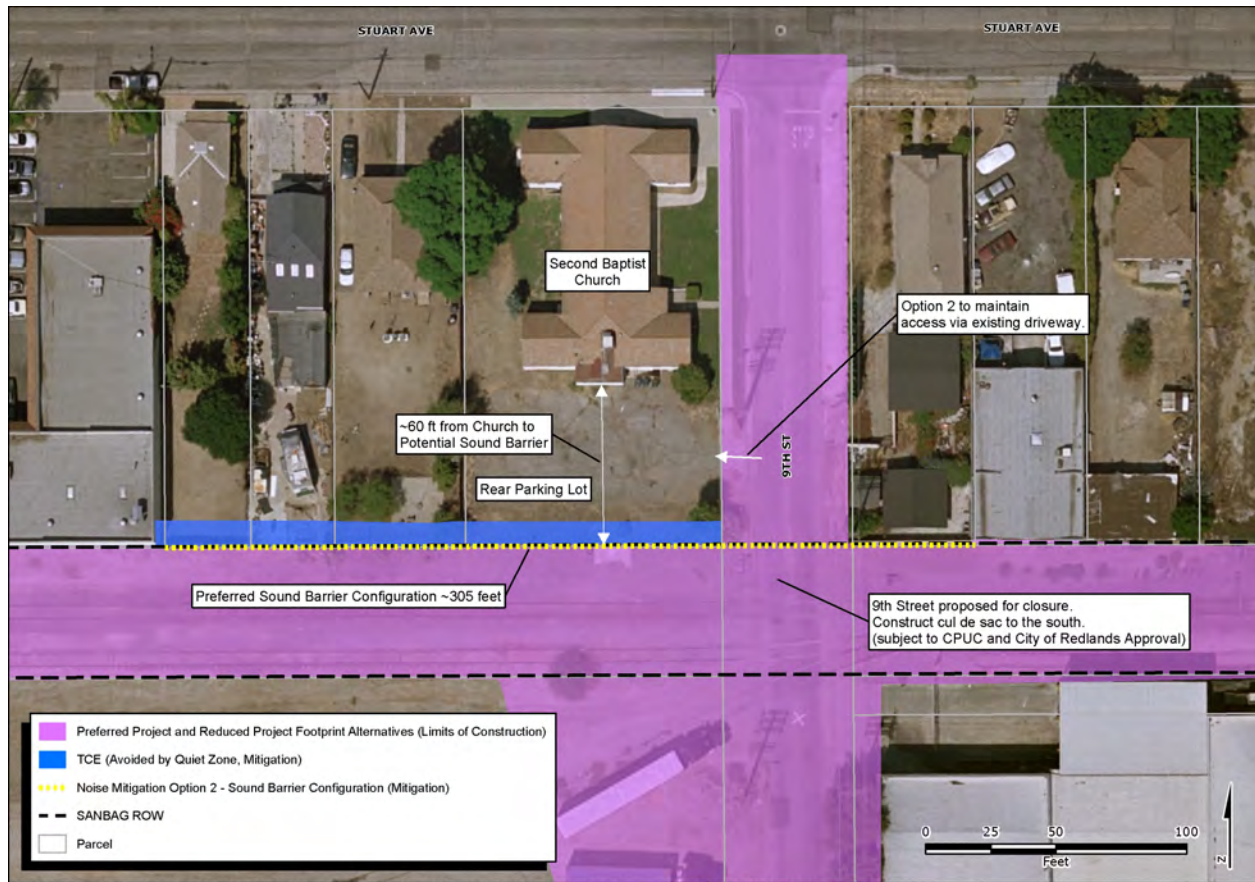 STUART AVE
STUART AVE
Second Baptist
Church
Option 2 to maintain
access via existing driveway.
~60 ft from Church to
Potential Sound Barrier
9TH ST
Rear Parking Lot
Preferred Sound Barrier Configuration ~305 feet
9th Street proposed for closure.
Construct cul de sac to the south.
(subject to CPUC and City of Redlands Approval)
Preferred Project and Reduced Project Footprint Alternatives (Limits of Construction)
TCE (Avoided by Quiet Zone, Mitigation)
Noise Mitigation Option 2 - Sound Barrier Configuration (Mitigation)
SANBAG ROW
Parcel
0 25 50 100
Feet
Z